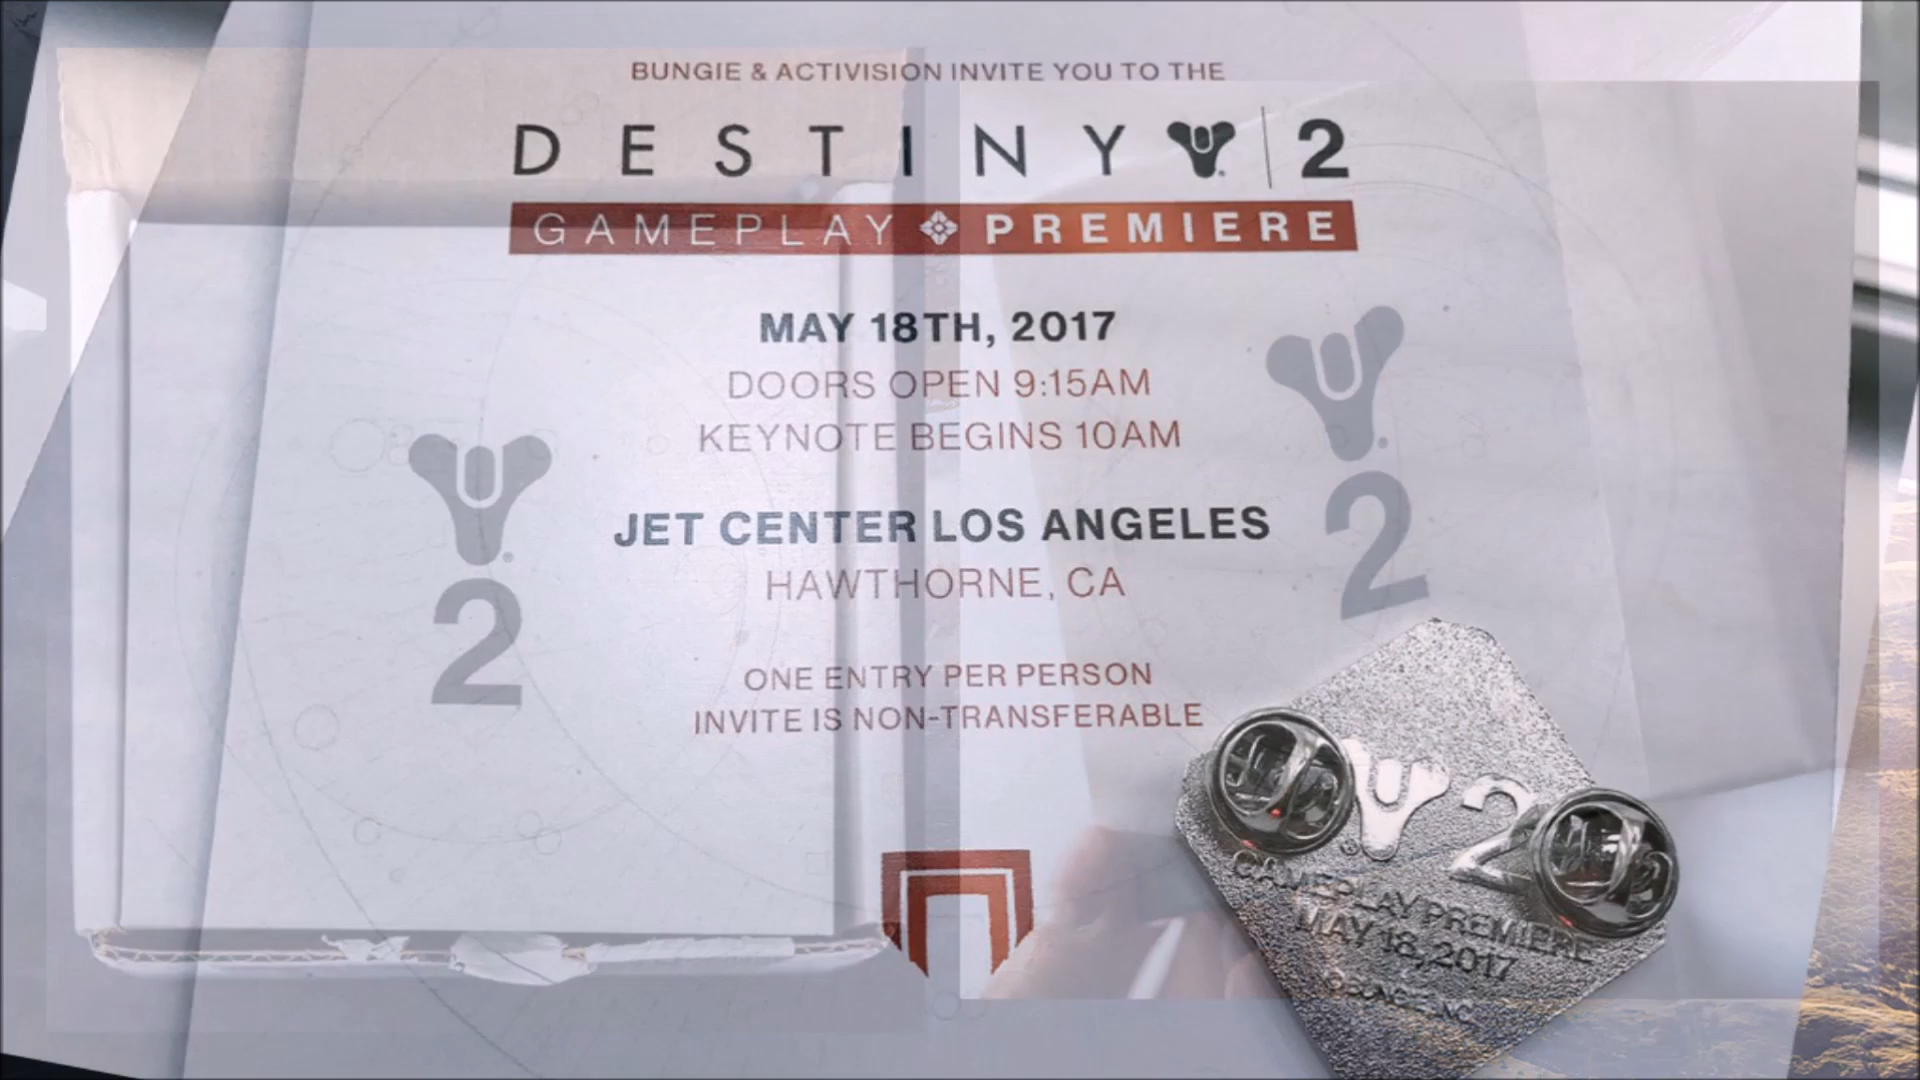 BUNGIE & ACTIVISION INVITE YOU TO THE
DESTINY 2
GAMEPLAY PREMIERE
MAY 18TH, 2017
DOORS OPEN 9:15AM
KEYNOTE BEGINS 10AM
JET CENTER LOS ANGELES
HAWTHORNE, CA
ONE ENTRY PER PERSON
INVITE IS NON-TRANSFERABLE
2
2
2
GAMEPLAY PREMIERE
MAY 18, 2017
© BUNGIE, INC.